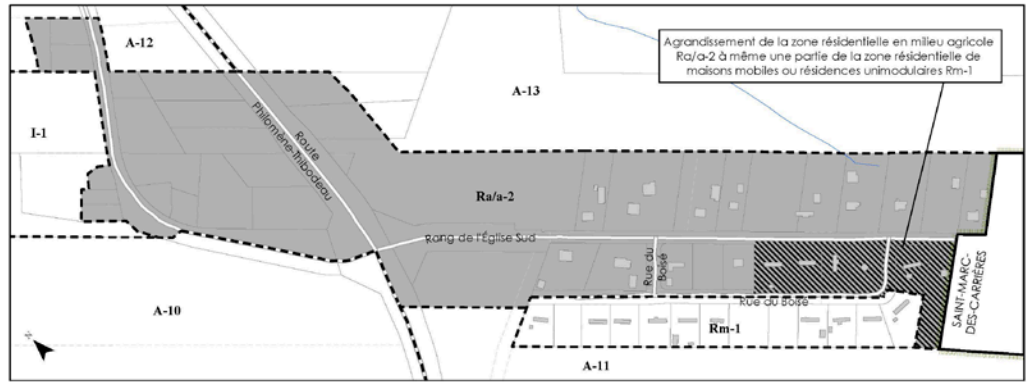 A-12
Agrandissement de la zone résidentielle en milieu agricole
Ra/a-2 à même une partie de la zone résidentielle de
maisons mobiles ou résidences unimodulaires Rm-1
A-13
I-1
Route
Philomène-Thibodeau
Ra/a-2
Rang de l'Église Sud
Rue du
Boisé
SAINT-MARC-
DES-CARRIÈRES
Rue du Boisé
A-10
Rm-1
A-11
N